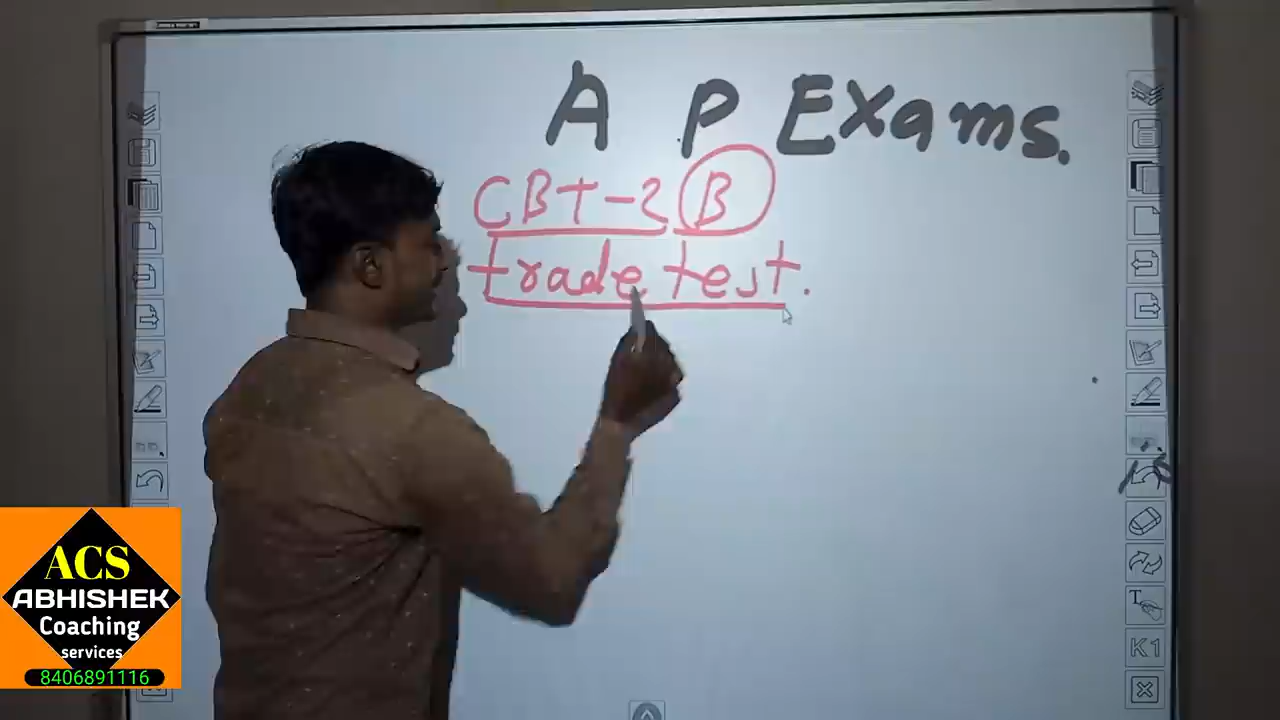 A P Exams.
CBT-2 B
trade test.
K1
T
ACS
ABHISHEK
Coaching
services
8406891116